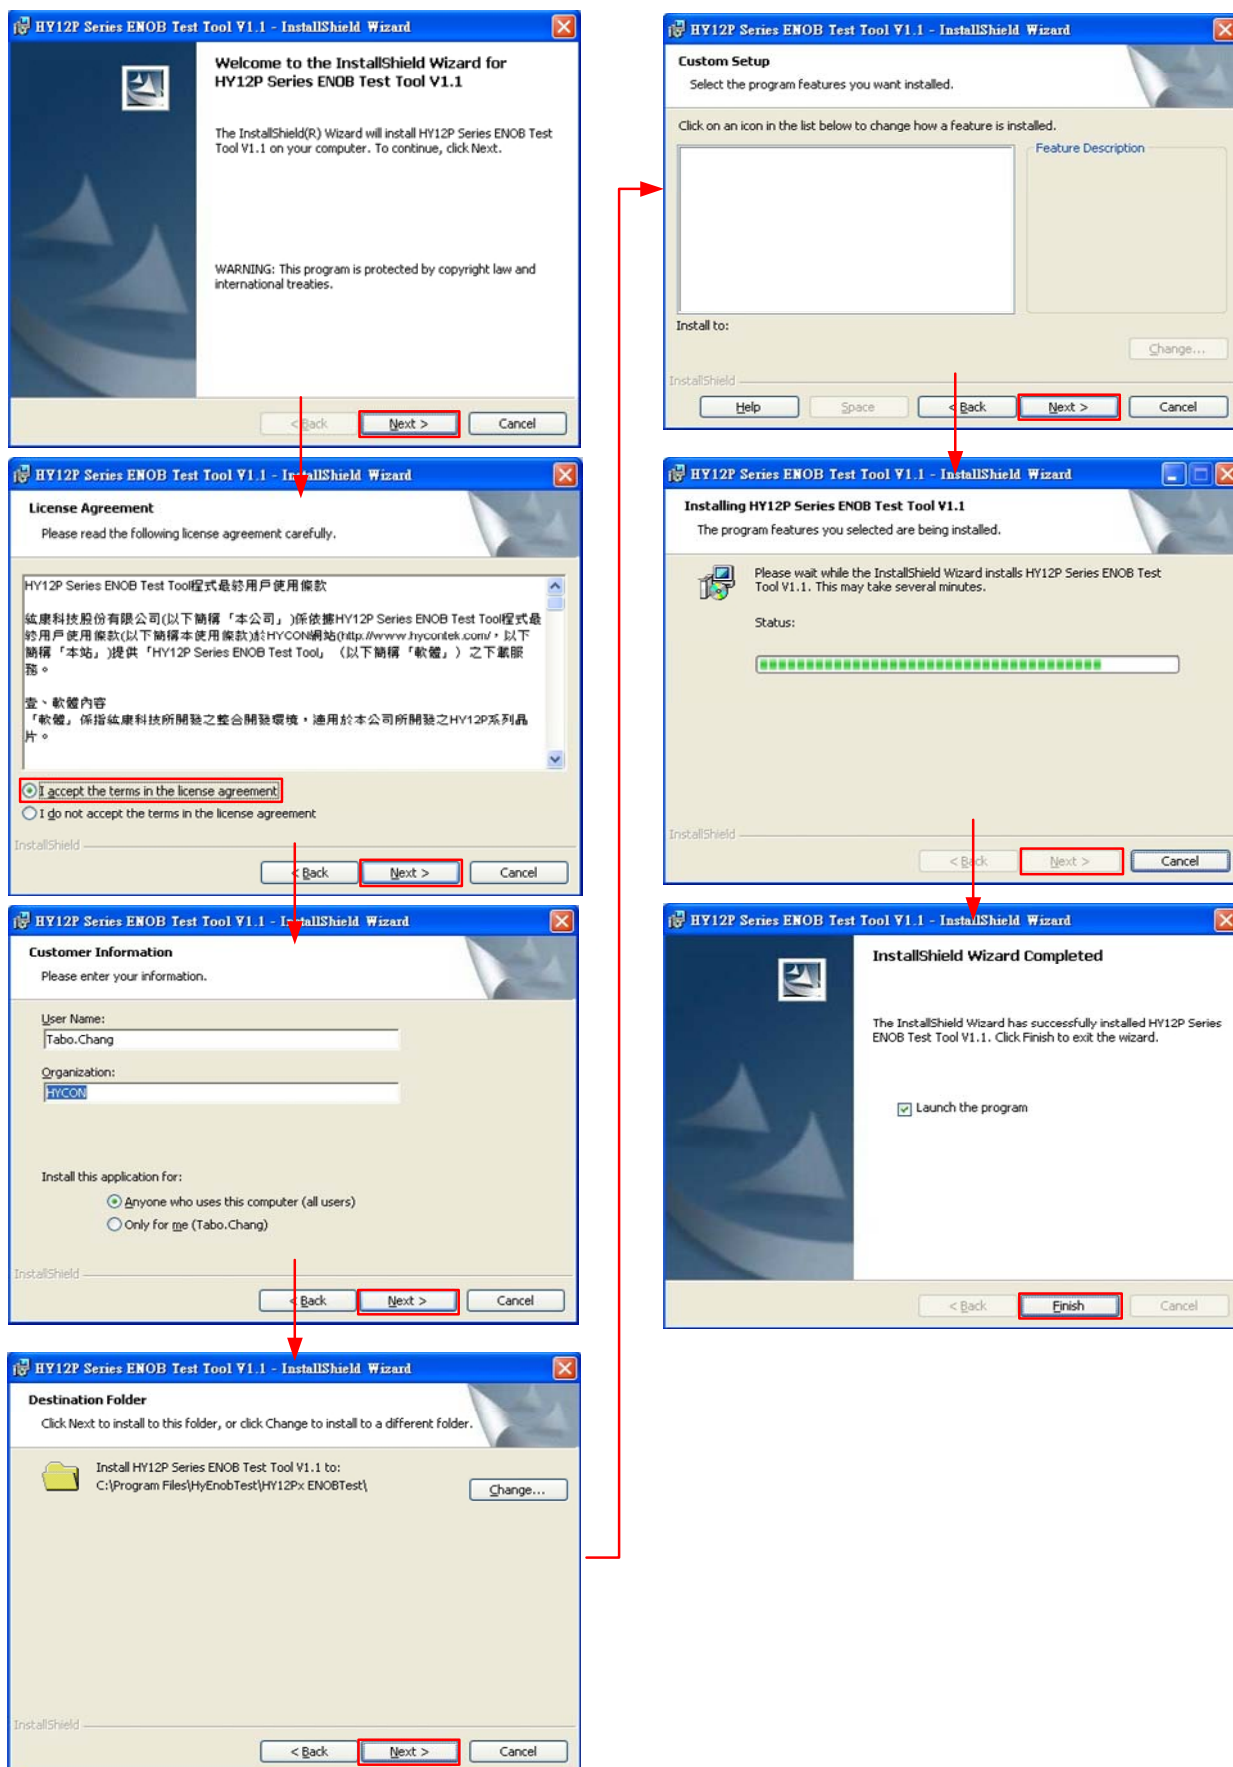 HY12P Series ENOB Test Tool V1.1 - InstallShield Wizard
Welcome to the InstallShield Wizard for
HY12P Series ENOB Test Tool V1.1
The InstallShield(R) Wizard will install HY12P Series ENOB Test
Tool V1.1 on your computer. To continue, click Next.
WARNING: This program is protected by copyright law and
international treaties.
< Back Next > Cancel
HY12P Series ENOB Test Tool V1.1 - InstallShield Wizard
License Agreement
Please read the following license agreement carefully.
HY12P Series ENOB Test Tool程式最終用戶使用條款
紘康科技股份有限公司(以下簡稱「本公司」)係依據HY12P Series ENOB Test Tool程式最
終用戶使用條款(以下簡稱本使用條款)於HYCON網站(http://www.hycontek.com/，以下
簡稱「本站」)提供「HY12P Series ENOB Test Tool」（以下簡稱「軟體」）之下載服
務。
壹、軟體內容
「軟體」係指紘康科技所開發之整合開發環境，適用於本公司所開發之HY12P系列晶
片。
I accept the terms in the license agreement
I do not accept the terms in the license agreement
InstallShield
< Back Next > Cancel
HY12P Series ENOB Test Tool V1.1 - InstallShield Wizard
Customer Information
Please enter your information.
User Name:
Tabo.Chang
Organization:
HYCON
Install this application for:
Anyone who uses this computer (all users)
Only for me (Tabo.Chang)
InstallShield
< Back Next > Cancel
HY12P Series ENOB Test Tool V1.1 - InstallShield Wizard
Destination Folder
Click Next to install to this folder, or click Change to install to a different folder.
Install HY12P Series ENOB Test Tool V1.1 to:
C:\Program Files\HyEnobTest\HY12Px ENOBTest\
Change...
InstallShield
< Back Next > Cancel
HY12P Series ENOB Test Tool V1.1 - InstallShield Wizard
Custom Setup
Select the program features you want installed.
Click on an icon in the list below to change how a feature is installed.
Feature Description
Install to:
Change...
InstallShield
Help Space < Back Next > Cancel
HY12P Series ENOB Test Tool V1.1 - InstallShield Wizard
Installing HY12P Series ENOB Test Tool V1.1
The program features you selected are being installed.
Please wait while the InstallShield Wizard installs HY12P Series ENOB Test
Tool V1.1. This may take several minutes.
Status:
InstallShield
< Back Next > Cancel
HY12P Series ENOB Test Tool V1.1 - InstallShield Wizard
InstallShield Wizard Completed
The InstallShield Wizard has successfully installed HY12P Series
ENOB Test Tool V1.1. Click Finish to exit the wizard.
Launch the program
< Back Finish Cancel